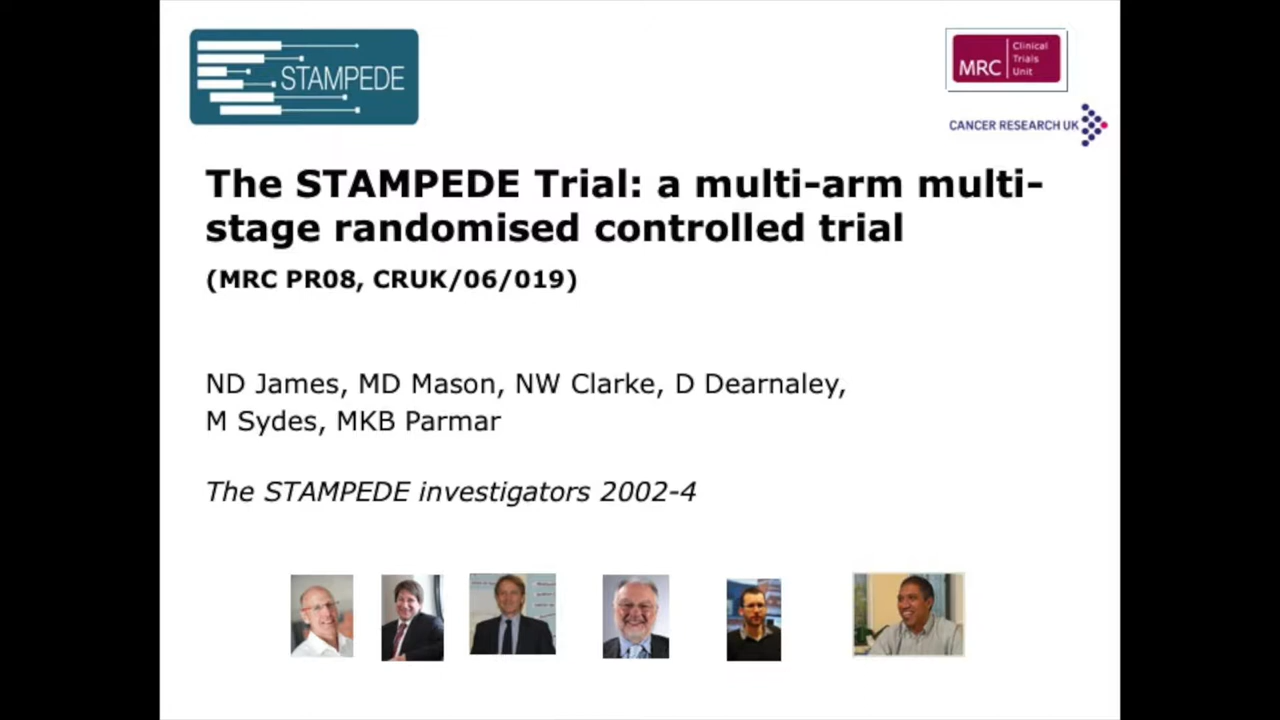 STAMPEDE
MRC
Clinical
Trials
Unit
CANCER RESEARCH UK
The STAMPEDE Trial: a multi-arm multi-
stage randomised controlled trial
(MRC PR08, CRUK/06/019)
ND James, MD Mason, NW Clarke, D Dearnaley,
M Sydes, MKB Parmar
The STAMPEDE investigators 2002-4